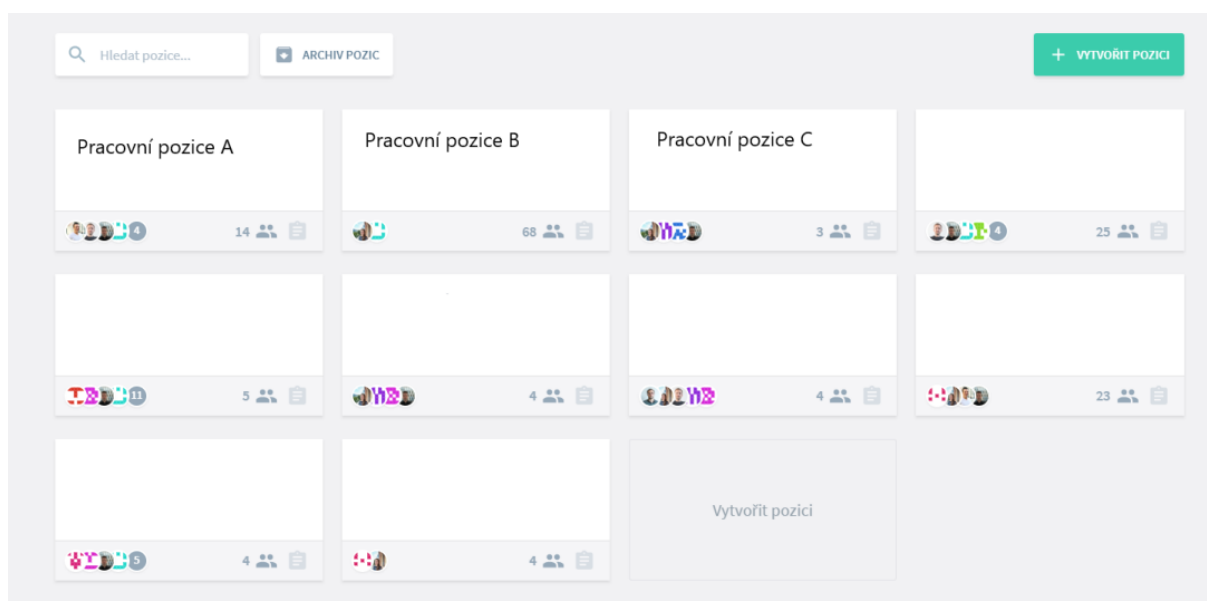 Hledat pozice...
ARCHIV POZIC
VYTVOŘIT POZICI
Pracovní pozice A
Pracovní pozice B
Pracovní pozice C
4
14
68
3
4
25
11
5
4
4
23
5
4
4
Vytvořit pozici